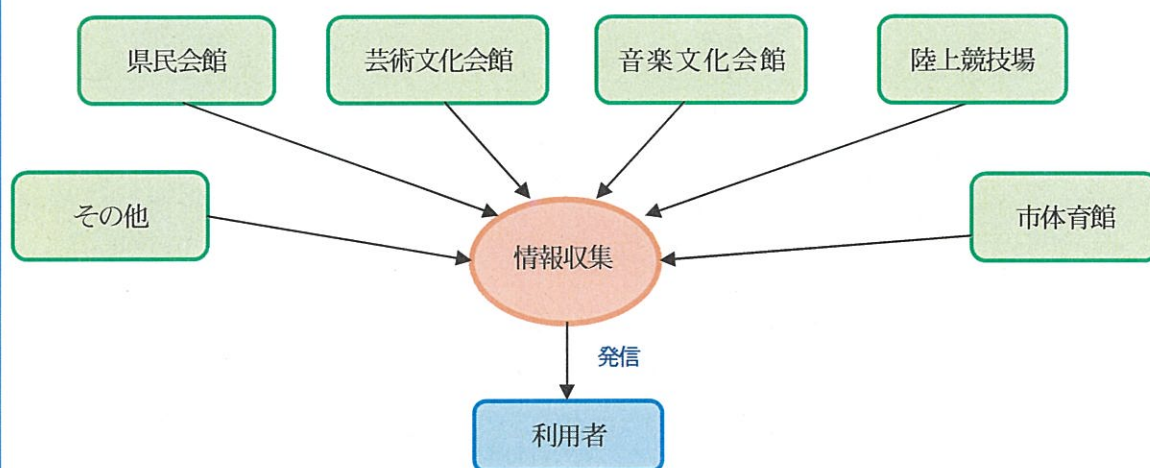 県民会館
芸術文化会館
音楽文化会館
陸上競技場
その他
市体育館
情報収集
発信
利用者